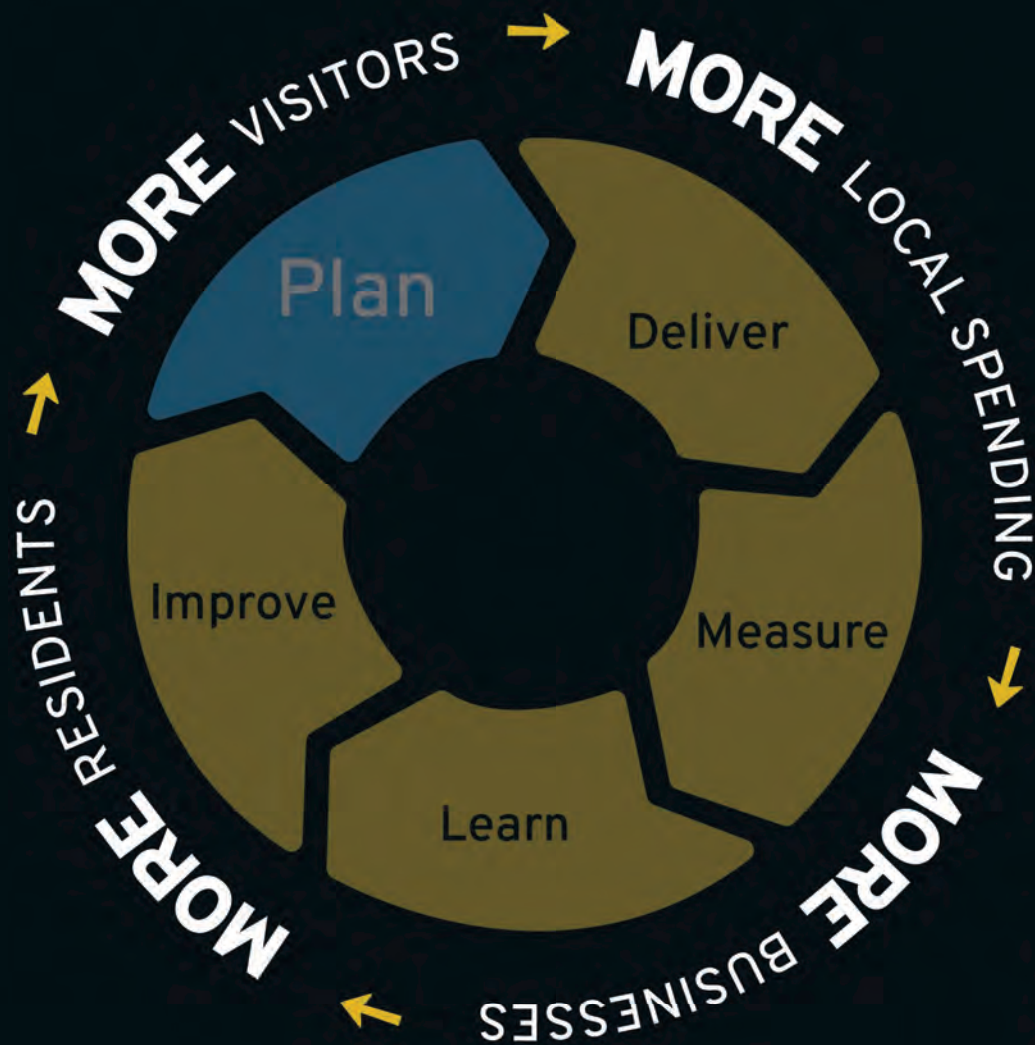 MORE VISITORS
MORE LOCAL SPENDING
MORE BUSINESSES
MORE RESIDENTS
Plan
Deliver
Measure
Learn
Improve